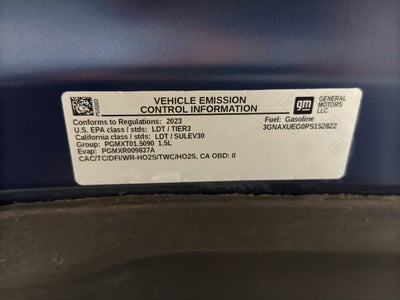 VEHICLE EMISSION
CONTROL INFORMATION
gm
GENERAL
MOTORS
LLC
Conforms to Regulations: 2023
U.S. EPA class / stds: LDT / TIER3
California class / stds: LDT / SULEV30
Group: PGMXT01.5090 1.5L
Evap: PGMXR009837A
CAC/TC/DFI/WR-HO2S/TWC/HO2S, CA OBD: II
Fuel: Gasoline
3GNAXUEG0PS152822